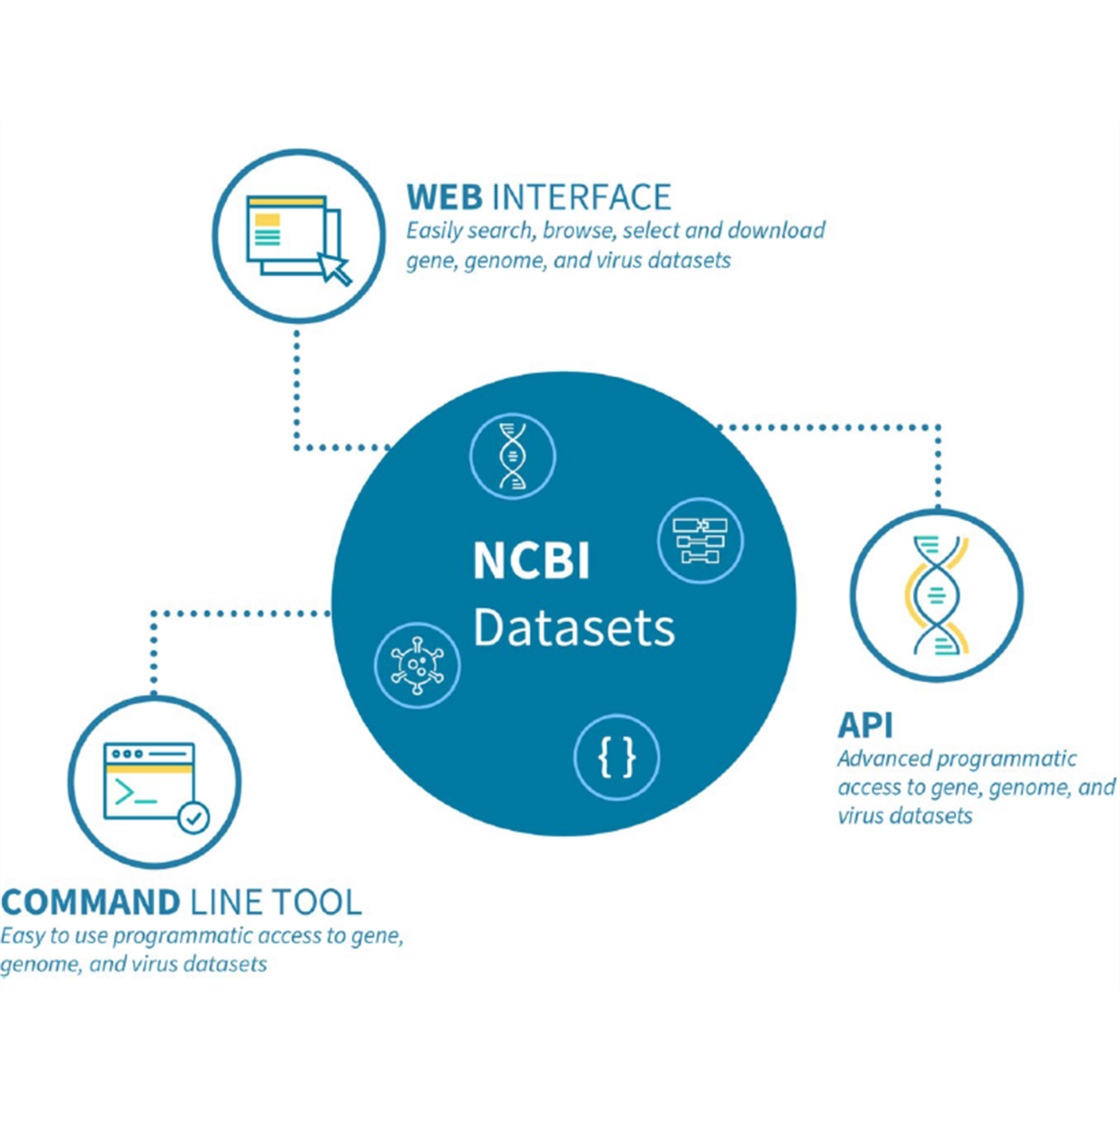 WEB INTERFACE
Easily search, browse, select and download
gene, genome, and virus datasets
NCBI
Datasets
{ }
API
Advanced programmatic
access to gene, genome, and
virus datasets
COMMAND LINE TOOL
Easy to use programmatic access to gene,
genome, and virus datasets